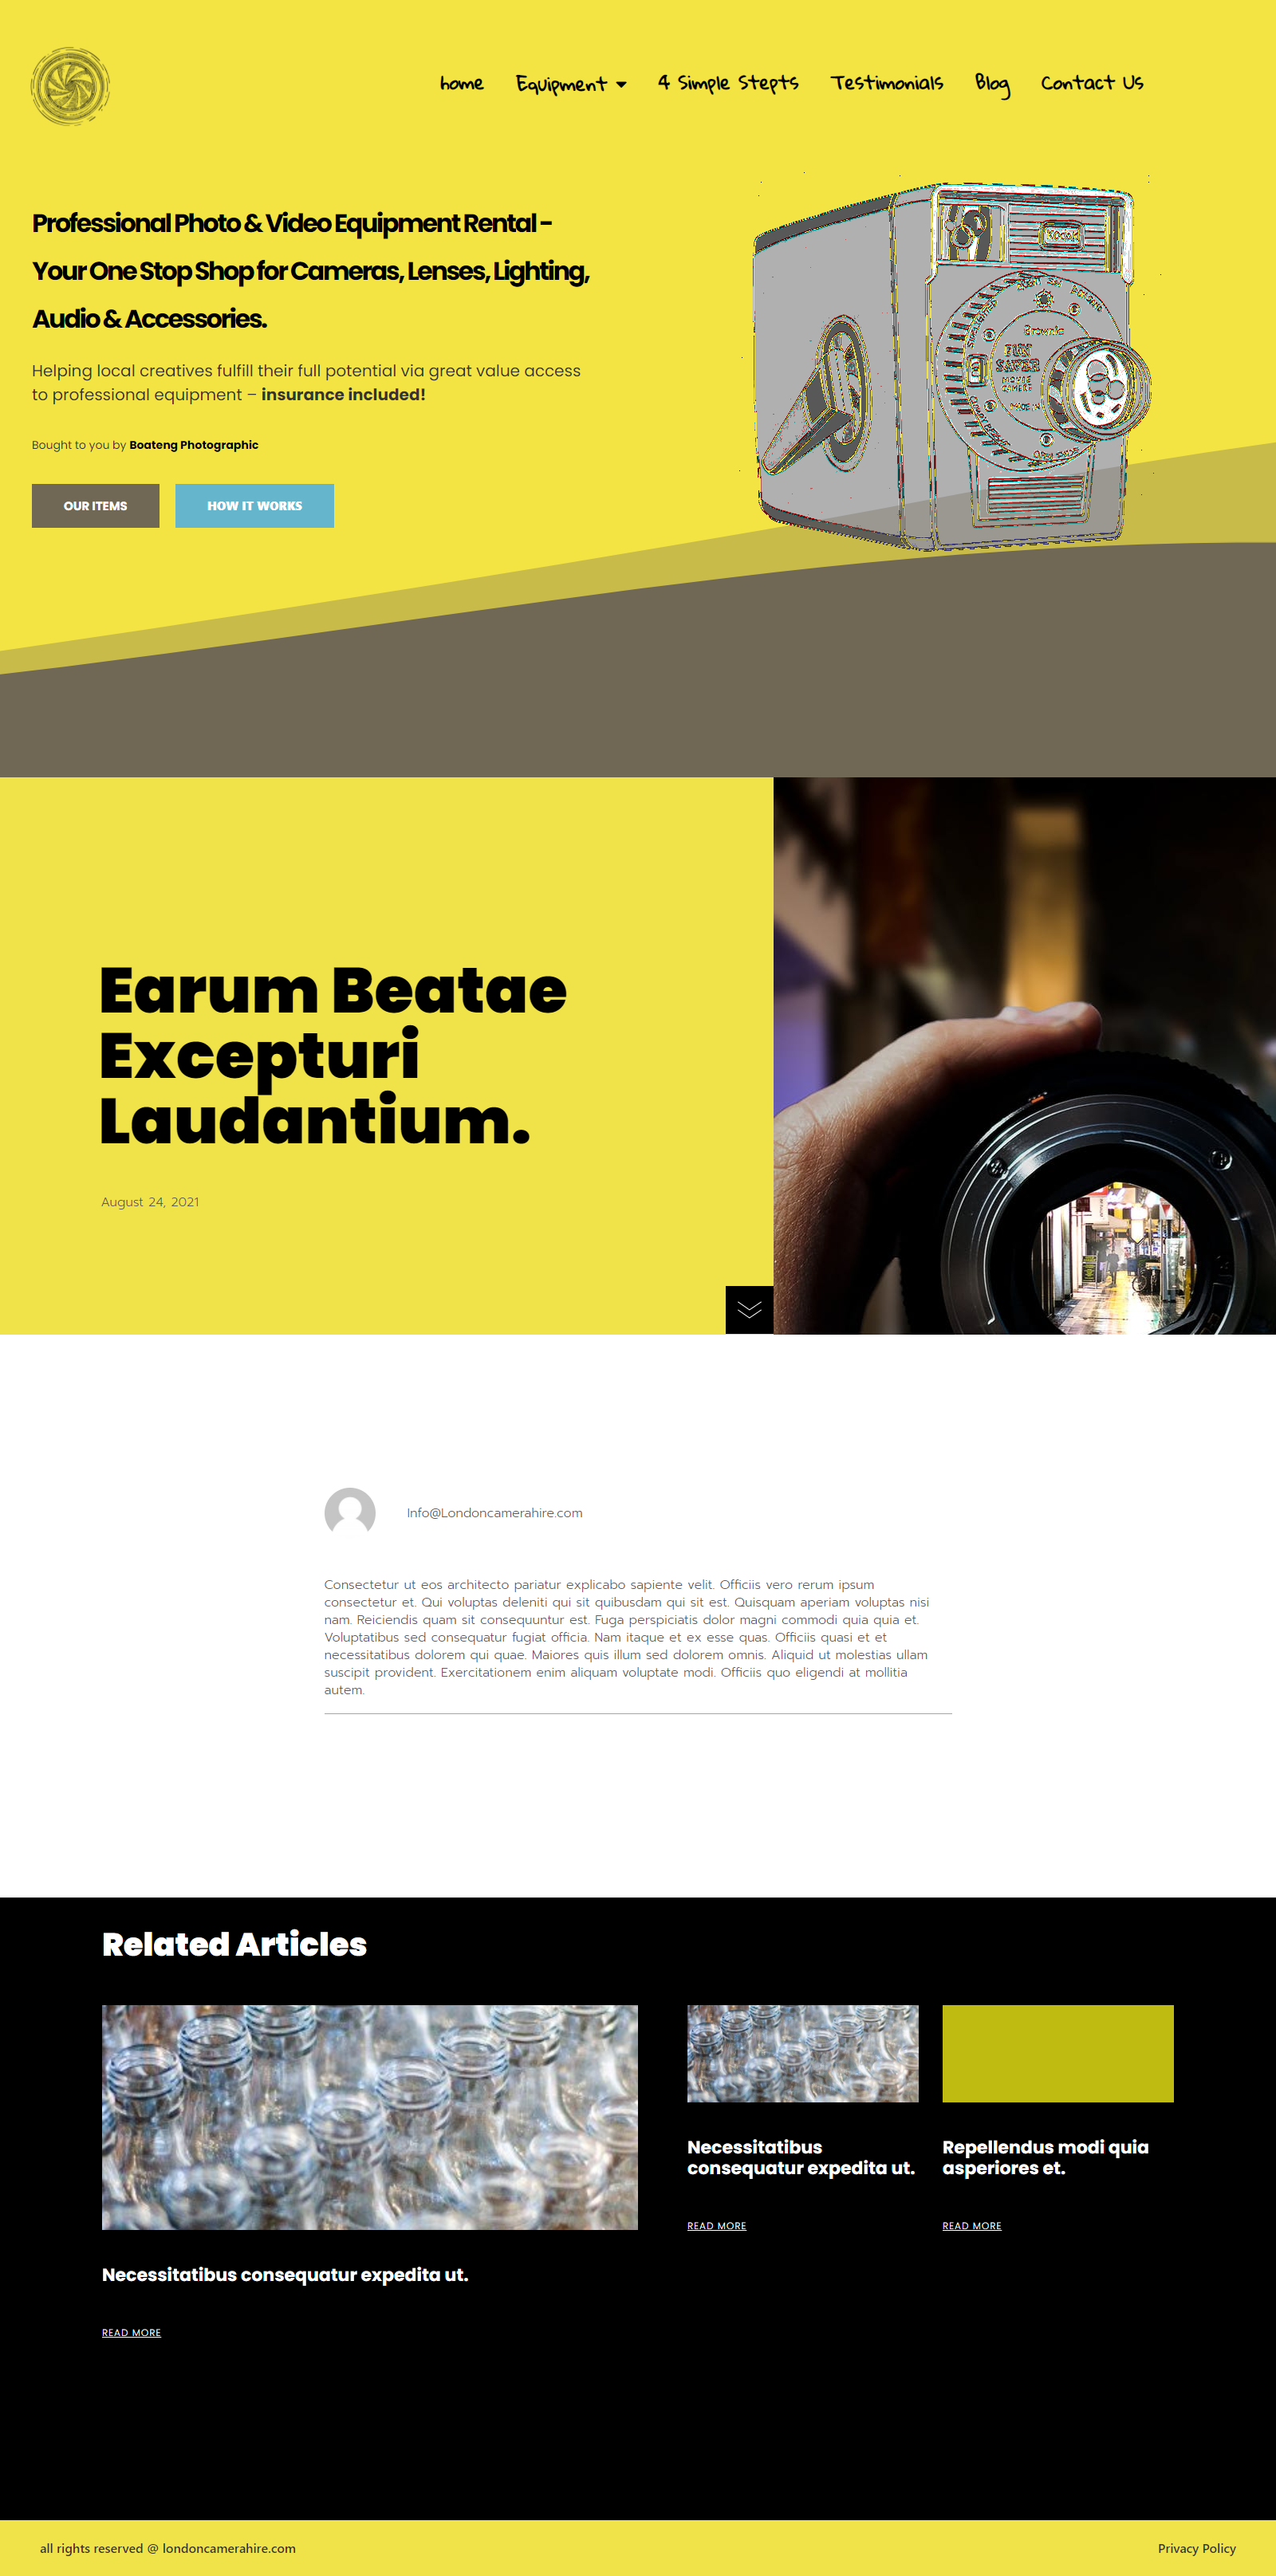 home Equipment 4 Simple Stepts Testimonials Blog Contact Us
Professional Photo & Video Equipment Rental -
Your One Stop Shop for Cameras, Lenses, Lighting,
Audio & Accessories.
Helping local creatives fulfill their full potential via great value access
to professional equipment – insurance included!
Bought to you by Boateng Photographic
OUR ITEMS
HOW IT WORKS
Kodak
Brownie
FUN
SAVER
MOVIE
CAMERA
Earum Beatae
Excepturi
Laudantium.
August 24, 2021
Info@Londoncamerahire.com
Consectetur ut eos architecto pariatur explicabo sapiente velit. Officiis vero rerum ipsum
consectetur et. Qui voluptas deleniti qui sit quibusdam qui sit est. Quisquam aperiam voluptas nisi
nam. Reiciendis quam sit consequuntur est. Fuga perspiciatis dolor magni commodi quia quia et.
Voluptatibus sed consequatur fugiat officia. Nam itaque et ex esse quas. Officiis quasi et et
necessitatibus dolorem qui quae. Maiores quis illum sed dolorem omnis. Aliquid ut molestias ullam
suscipit provident. Exercitationem enim aliquam voluptate modi. Officiis quo eligendi at mollitia
autem.
Related Articles
Necessitatibus consequatur expedita ut.
READ MORE
Necessitatibus
consequatur expedita ut.
READ MORE
Repellendus modi quia
asperiores et.
READ MORE
all rights reserved @ londoncamerahire.com
Privacy Policy